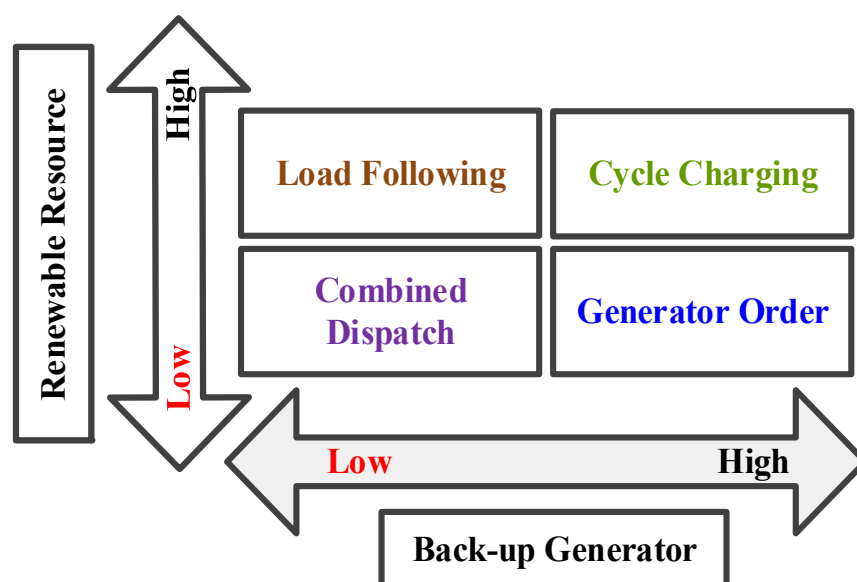 Renewable Resource
High
Low
Load Following
Cycle Charging
Combined
Dispatch
Generator Order
Low
High
Back-up Generator